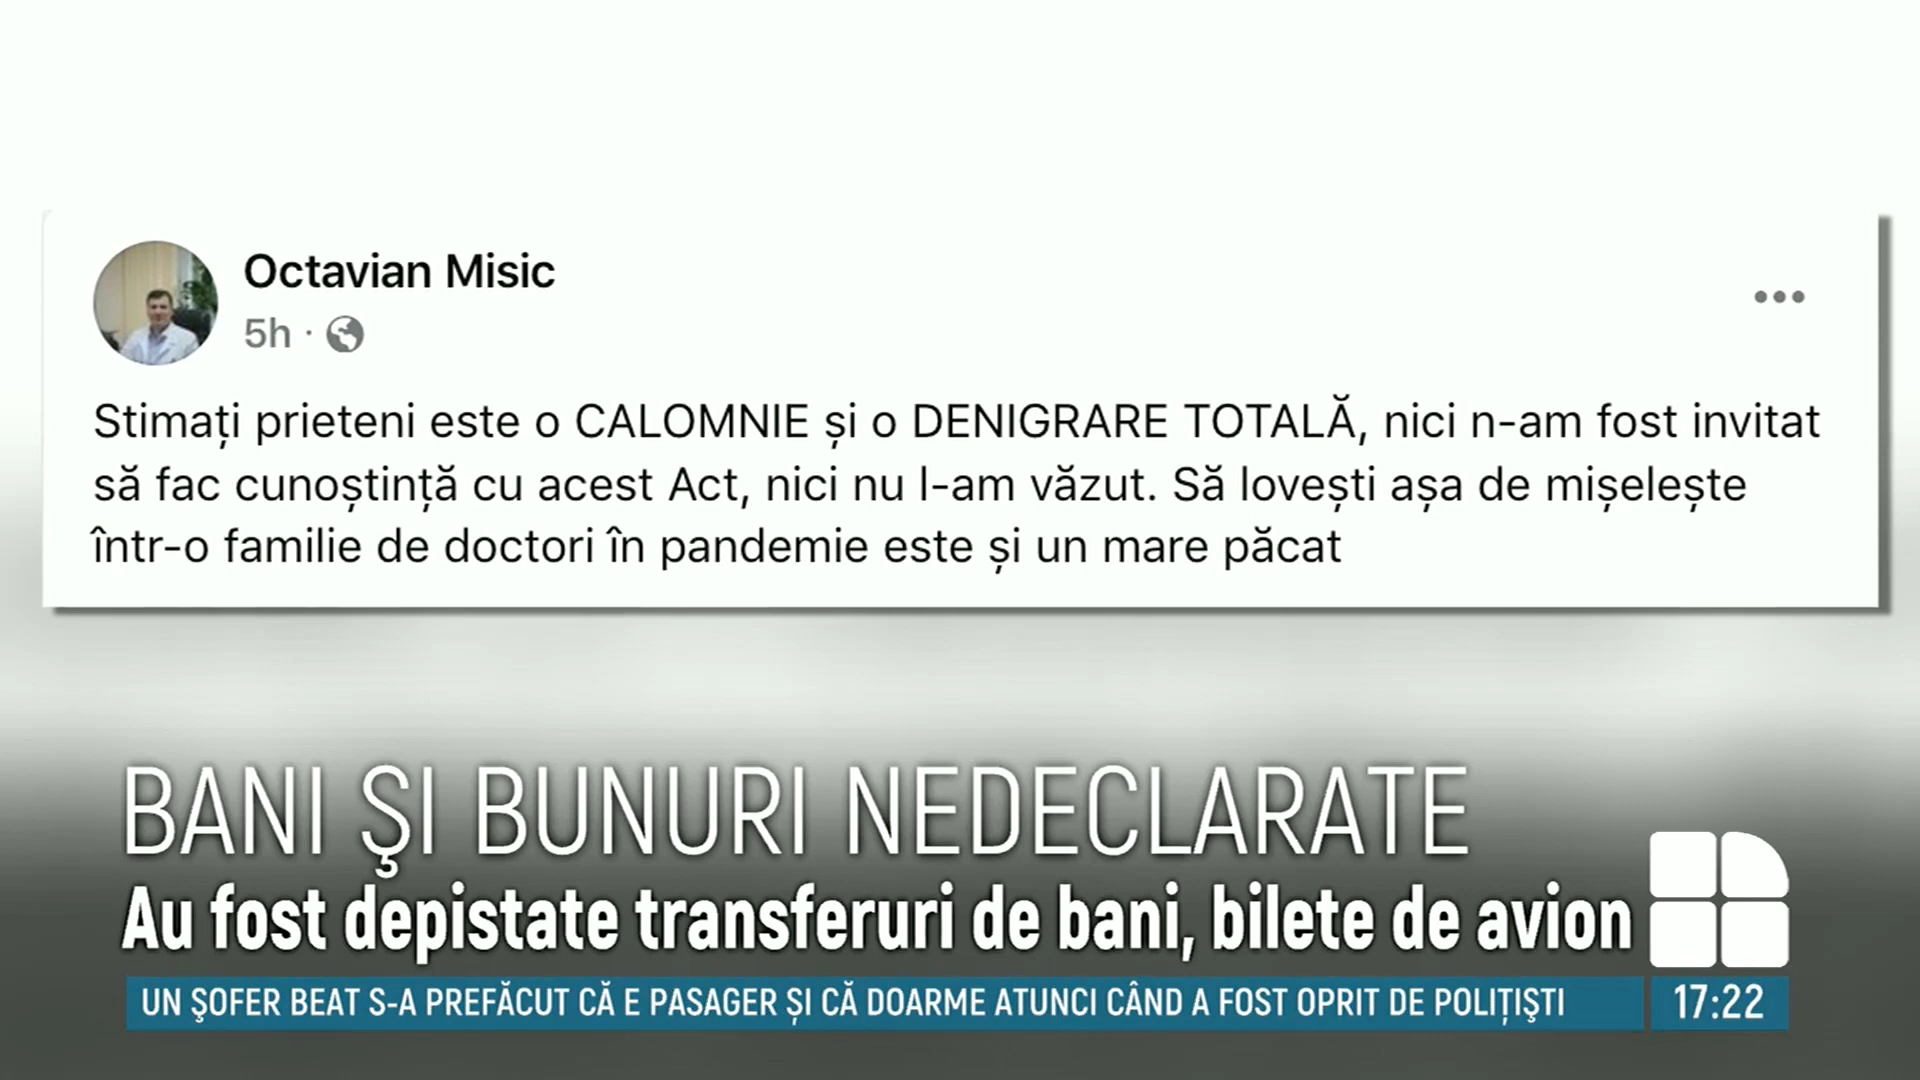 Octavian Misic
5h ·
Stimați prieteni este o CALOMNIE și o DENIGRARE TOTALĂ, nici n-am fost invitat
să fac cunoștință cu acest Act, nici nu l-am văzut. Să lovești așa de mișelește
într-o familie de doctori în pandemie este și un mare păcat
BANI ŞI BUNURI NEDECLARATE
Au fost depistate transferuri de bani, bilete de avion
UN ŞOFER BEAT S-A PREFĂCUT CĂ E PASAGER ȘI CĂ DOARME ATUNCI CÂND A FOST OPRIT DE POLIȚIŞTI
17:22